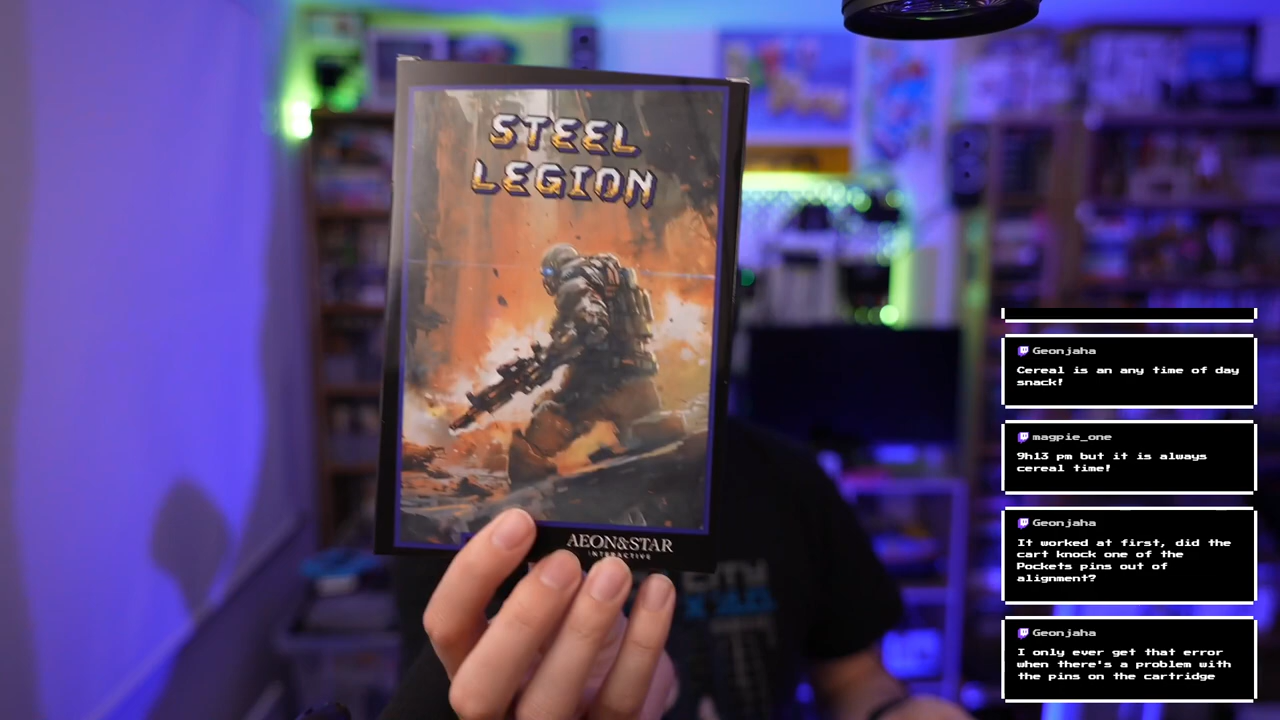 STEEL
LEGION
AEON&STAR
INTERACTIVE
Geonjaha
Cereal is an any time of day
snack!
magpie_one
9h13 pm but it is always
cereal time!
Geonjaha
It worked at first, did the
cart knock one of the
Pockets pins out of
alignment?
Geonjaha
I only ever get that error
when there's a problem with
the pins on the cartridge